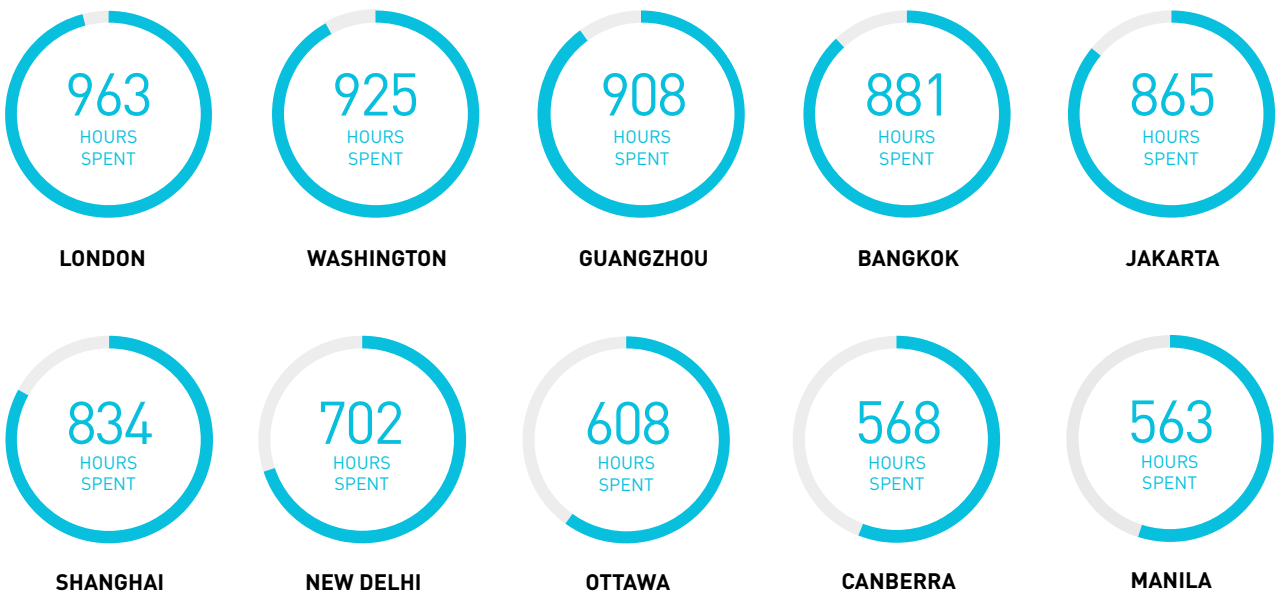 963
HOURS
SPENT
LONDON
925
HOURS
SPENT
WASHINGTON
908
HOURS
SPENT
GUANGZHOU
881
HOURS
SPENT
BANGKOK
865
HOURS
SPENT
JAKARTA
834
HOURS
SPENT
SHANGHAI
702
HOURS
SPENT
NEW DELHI
608
HOURS
SPENT
OTTAWA
568
HOURS
SPENT
CANBERRA
563
HOURS
SPENT
MANILA